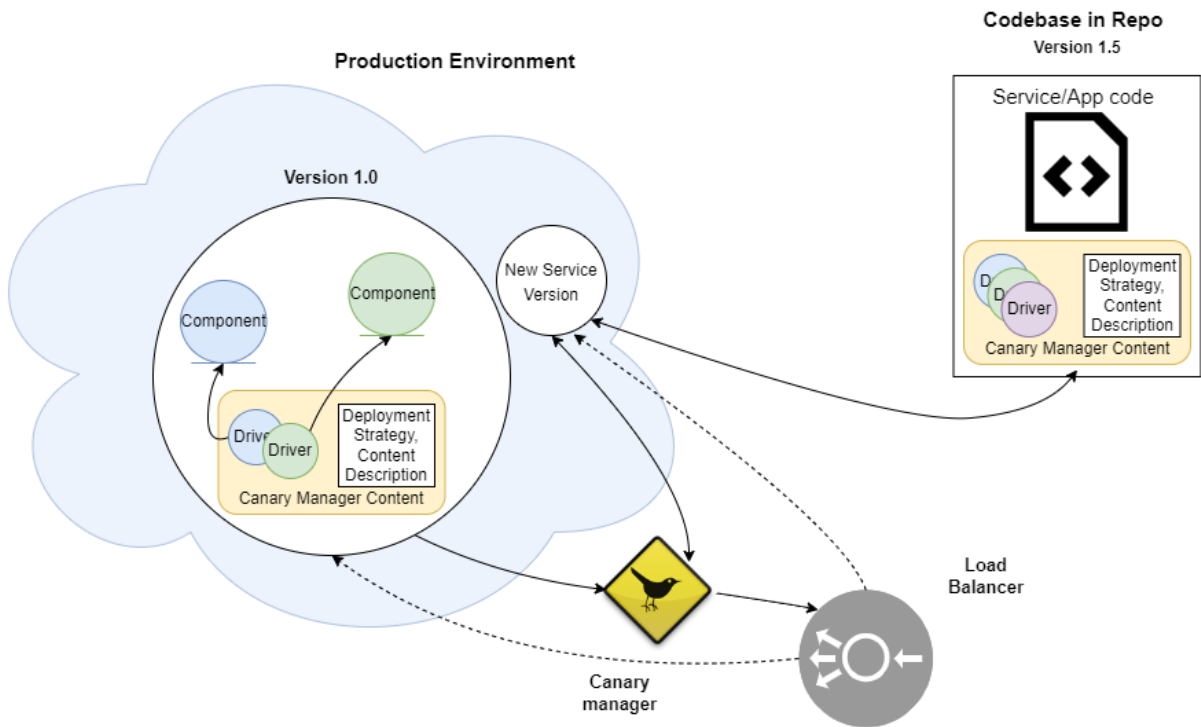 Codebase in Repo
Version 1.5
Production Environment
Service/App code
Version 1.0
New Service
Version
Component
Component
D
D
Driver
Deployment
Strategy,
Content
Description
Canary Manager Content
Drive
Driver
Deployment
Strategy,
Content
Description
Canary Manager Content
Load
Balancer
Canary
manager